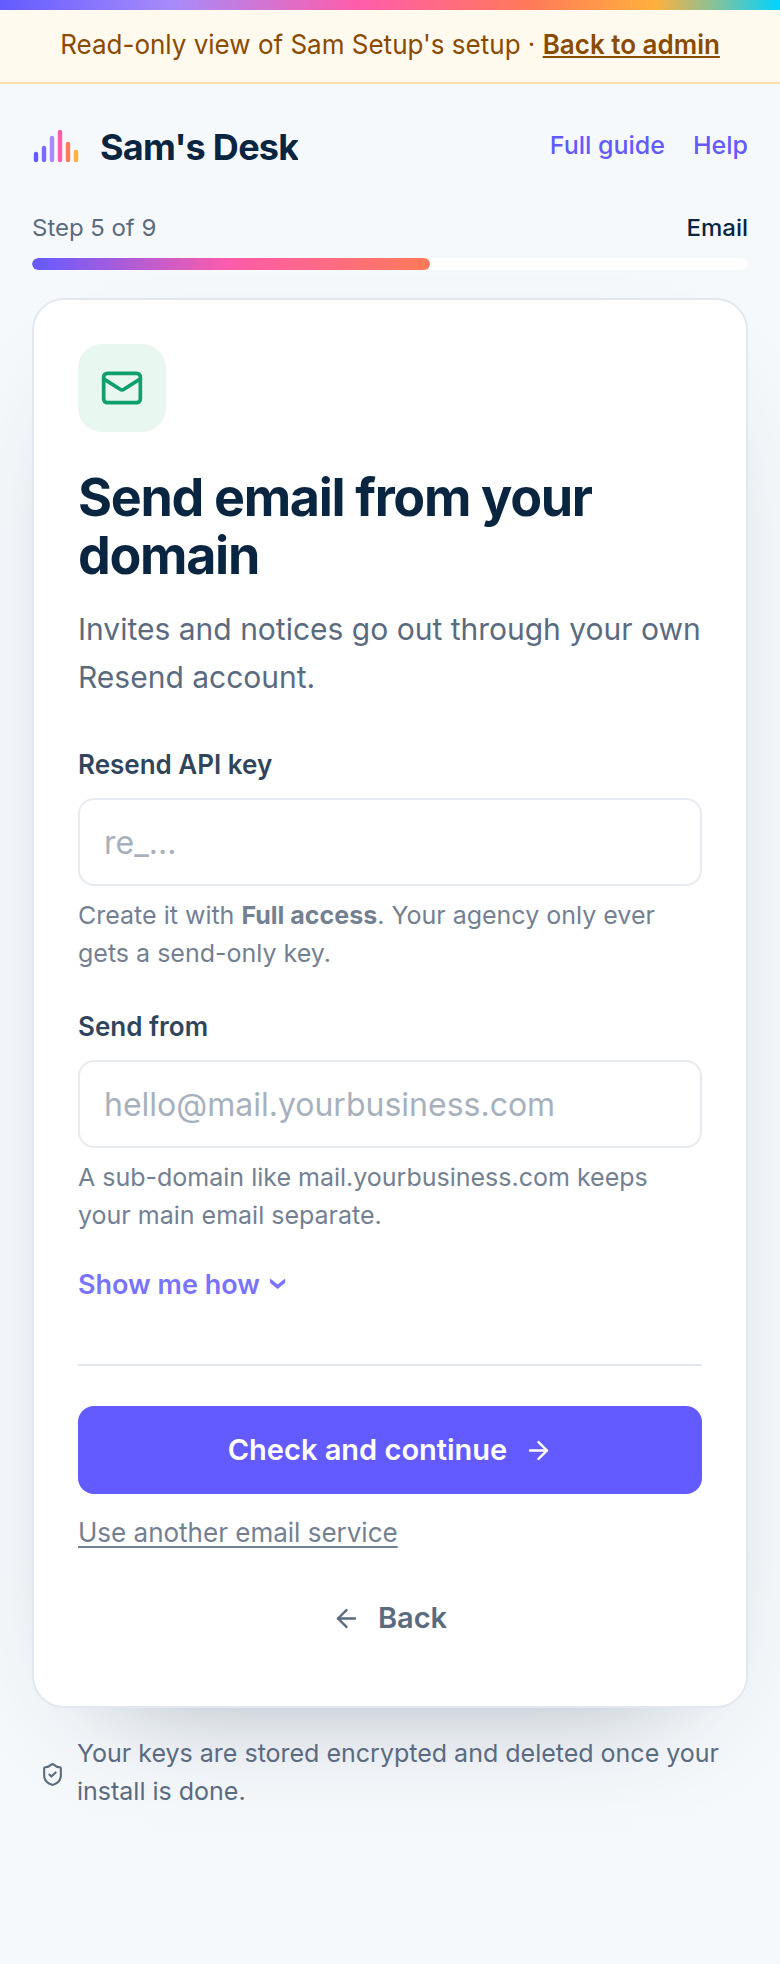 Read-only view of Sam Setup's setup · Back to admin
Sam's Desk
Full guide
Help
Step 5 of 9
Email
Send email from your
domain
Invites and notices go out through your own
Resend account.
Resend API key
re_...
Create it with Full access. Your agency only ever
gets a send-only key.
Send from
hello@mail.yourbusiness.com
A sub-domain like mail.yourbusiness.com keeps
your main email separate.
Show me how
Check and continue →
Use another email service
← Back
Your keys are stored encrypted and deleted once your
install is done.